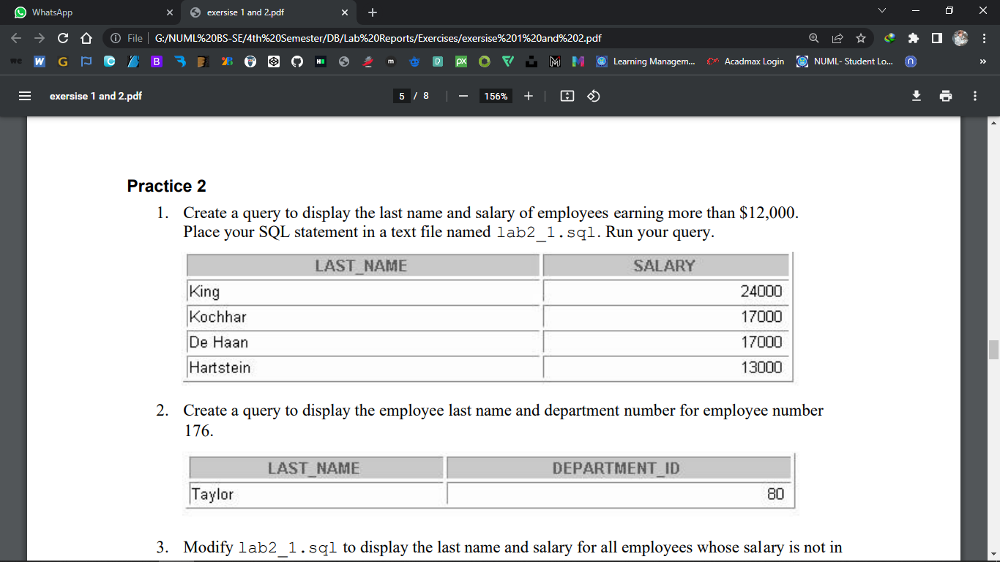 WhatsApp
exersise 1 and 2.pdf
File G:/NUML%20BS-SE/4th%20Semester/DB/Lab%20Reports/Exercises/exersise%201%20and%202.pdf
Learning Managem...
Acadmax Login
NUML- Student Lo...
exersise 1 and 2.pdf
5 / 8
156%
Practice 2
1. Create a query to display the last name and salary of employees earning more than $12,000.
Place your SQL statement in a text file named lab2_1.sql. Run your query.
LAST_NAME SALARY
King 24000
Kochhar 17000
De Haan 17000
Hartstein 13000
2. Create a query to display the employee last name and department number for employee number
176.
LAST_NAME DEPARTMENT_ID
Taylor 80
3. Modify lab2_1.sql to display the last name and salary for all employees whose salary is not in